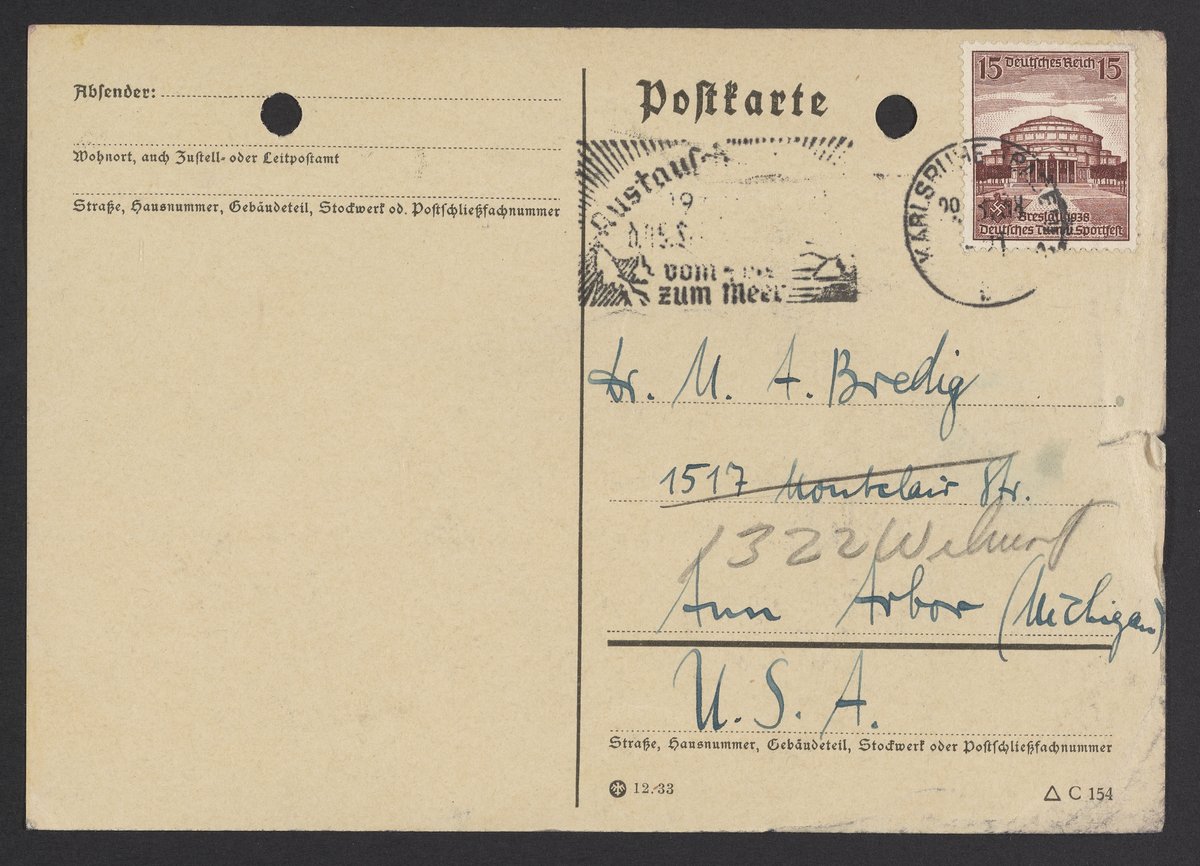 Absender:
Wohnort, auch Zustell- oder Leitpostamt
Straße, Hausnummer, Gebäudeteil, Stockwerk od. Postschließfachnummer
Postkarte
15 Deutsches Reich 15
Breslau 1938
Deutsches Turn u. Sportfest
KARLSRUHE
vom
zum Meer
Dr. M. A. Bredig
1517 Montclair Str.
1322 Wilmot
Ann Arbor (Michigan)
U. S. A.
Straße, Hausnummer, Gebäudeteil, Stockwerk oder Postschließfachnummer
12.33
C 154